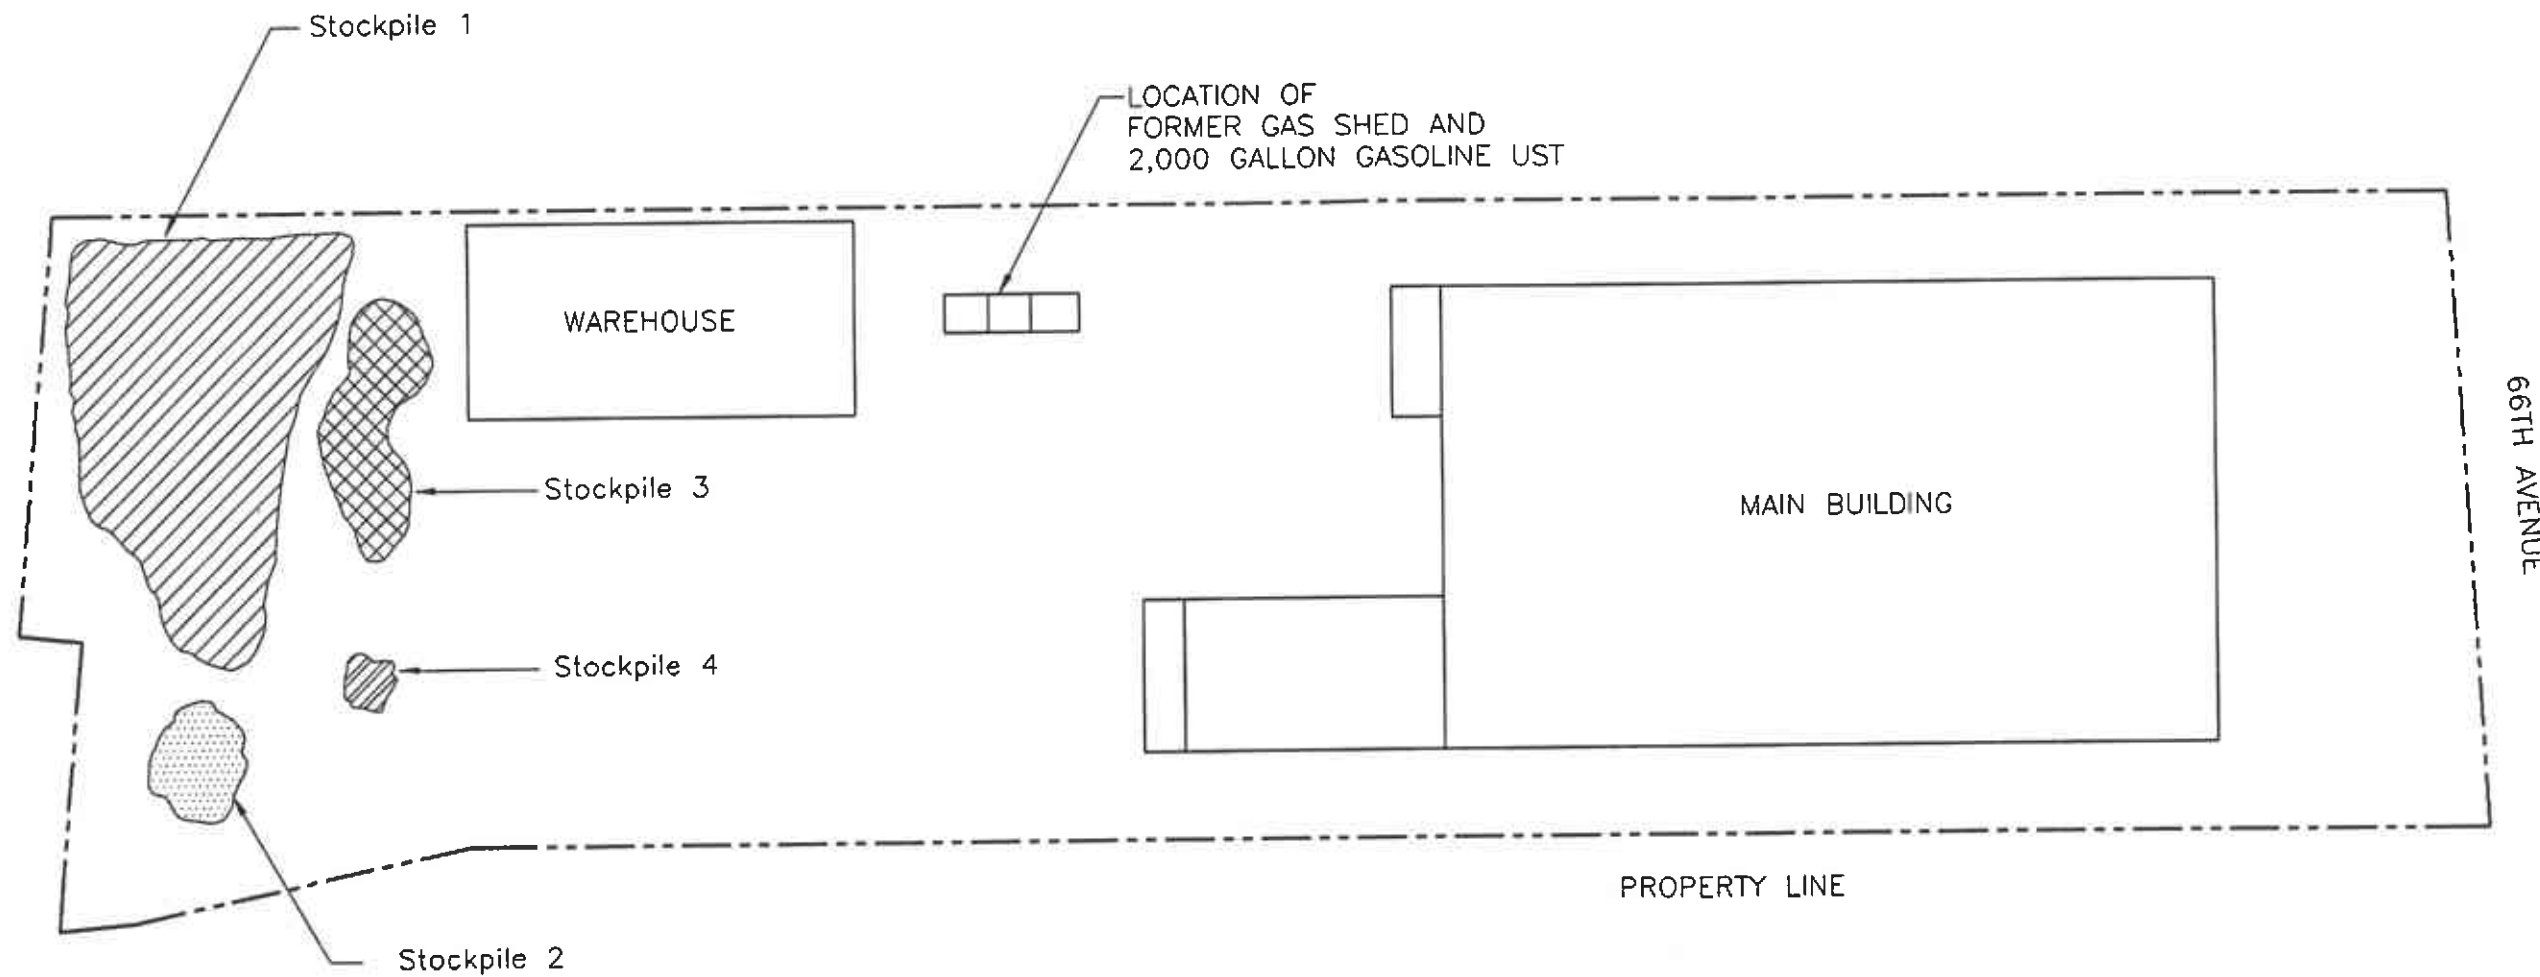 Stockpile 1
LOCATION OF
FORMER GAS SHED AND
2,000 GALLON GASOLINE UST
WAREHOUSE
Stockpile 3
MAIN BUILDING
66TH AVENUE
Stockpile 4
PROPERTY LINE
Stockpile 2